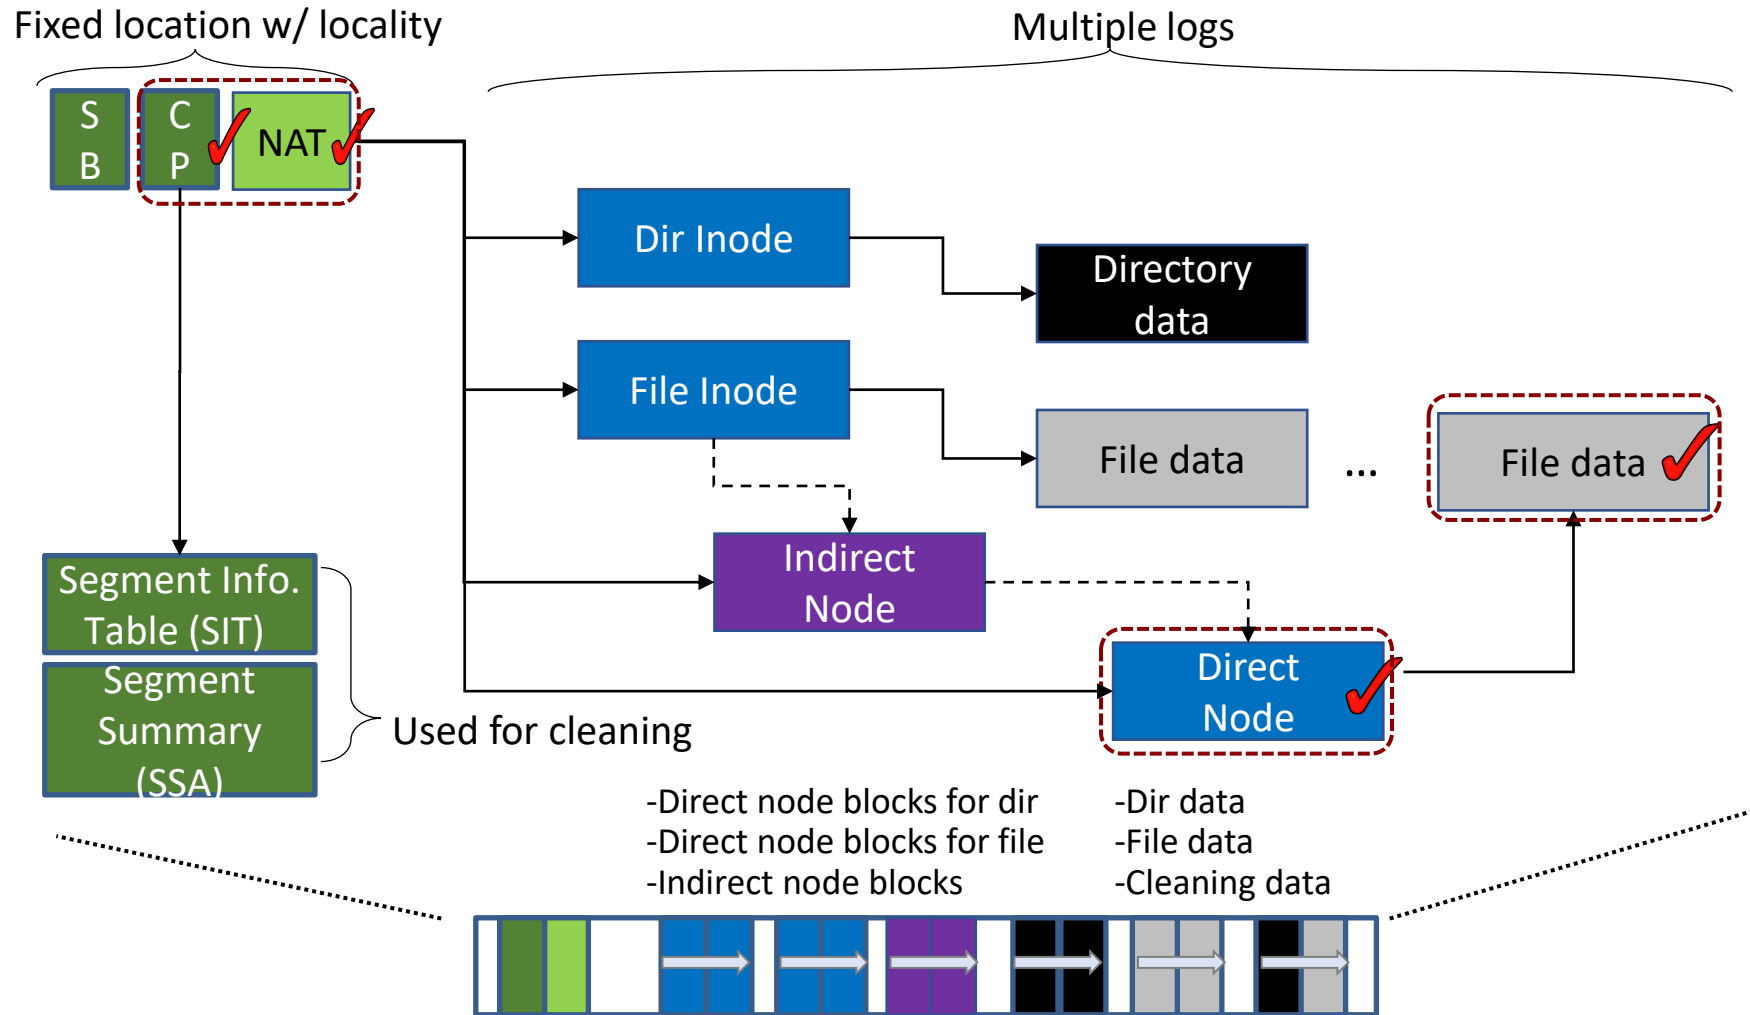 Fixed location w/ locality
Multiple logs
S
B
C
P
NAT
Dir Inode
Directory
data
File Inode
File data
...
File data
Indirect
Node
Segment Info.
Table (SIT)
Direct
Node
Segment
Summary
(SSA)
Used for cleaning
-Direct node blocks for dir
-Direct node blocks for file
-Indirect node blocks
-Dir data
-File data
-Cleaning data